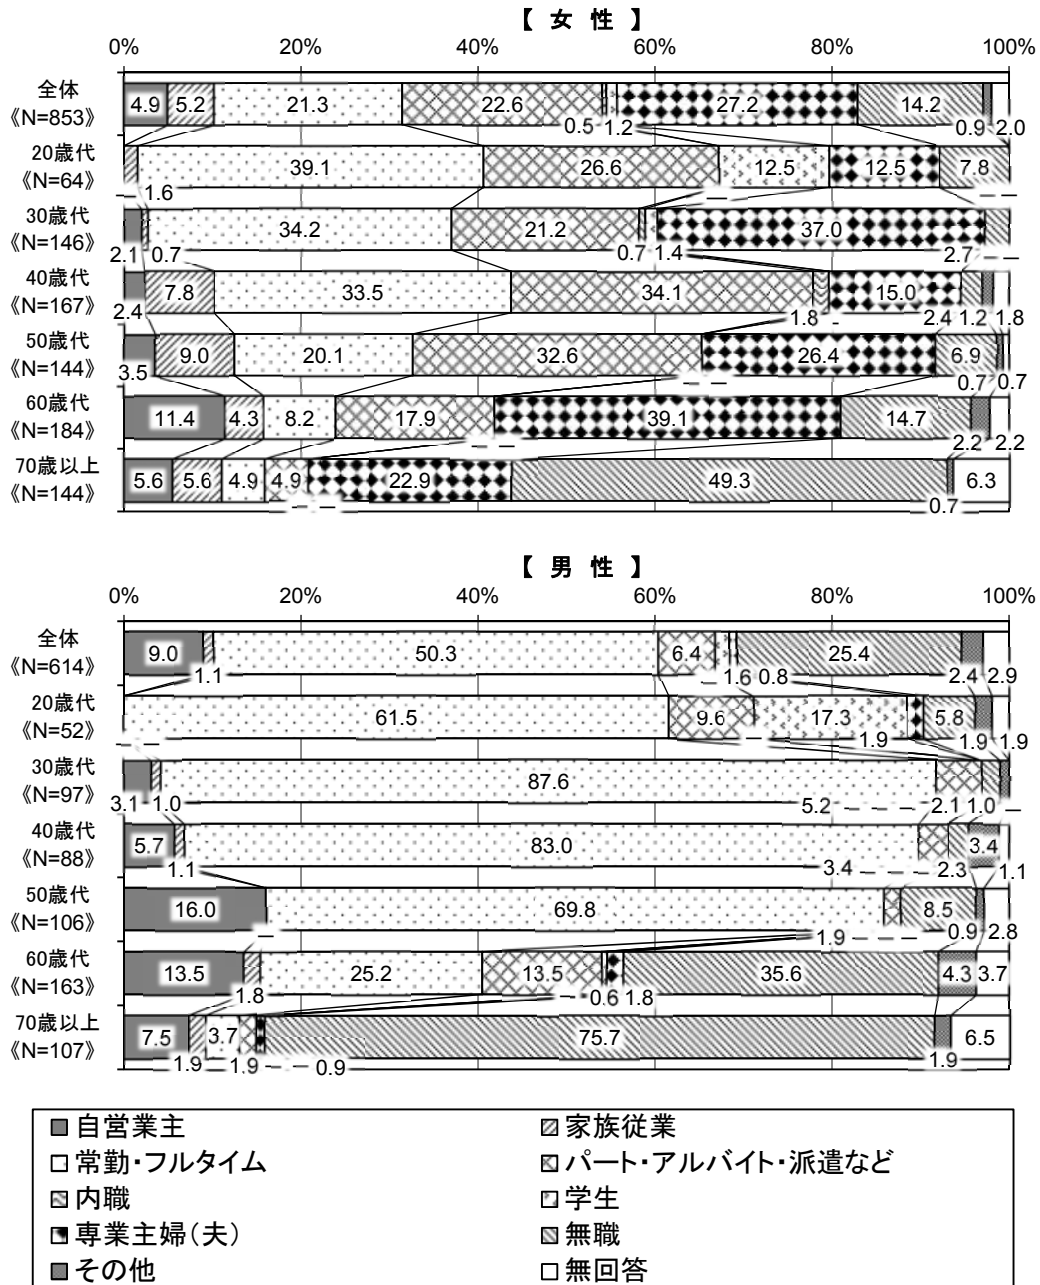 【 女 性 】
0% 20% 40% 60% 80% 100%
全体
《N=853》
4.9 5.2 21.3 22.6 27.2 14.2
0.5 1.2 0.9 2.0
20歳代
《N=64》
39.1 26.6 12.5 12.5 7.8
― 1.6 ― ― ―
30歳代
《N=146》
34.2 21.2 37.0
2.1 0.7 0.7 1.4 2.7 ― ―
40歳代
《N=167》
7.8 33.5 34.1 15.0
2.4 1.8 ― 2.4 1.2 1.8
50歳代
《N=144》
9.0 20.1 32.6 26.4 6.9
3.5 ― ― 0.7 0.7
60歳代
《N=184》
11.4 4.3 8.2 17.9 39.1 14.7
― ― 2.2 2.2
70歳以上
《N=144》
5.6 5.6 4.9 4.9 22.9 49.3 6.3
― ― 0.7
【 男 性 】
0% 20% 40% 60% 80% 100%
全体
《N=614》
9.0 50.3 6.4 25.4
1.1 ― 1.6 0.8 2.4 2.9
20歳代
《N=52》
61.5 9.6 17.3 5.8
― ― ― 1.9 1.9 1.9
30歳代
《N=97》
87.6
3.1 1.0 5.2 ― ― ― 2.1 1.0 ―
40歳代
《N=88》
5.7 83.0 3.4
1.1 3.4 ― ― ― 2.3 1.1
50歳代
《N=106》
16.0 69.8 8.5
― 1.9 ― ― ― 0.9 2.8
60歳代
《N=163》
13.5 25.2 13.5 35.6 4.3 3.7
1.8 ― 0.6 1.8
70歳以上
《N=107》
7.5 3.7 75.7 6.5
1.9 1.9 ― ― 0.9 1.9
自営業主 家族従業
常勤・フルタイム パート・アルバイト・派遣など
内職 学生
専業主婦(夫) 無職
その他 無回答